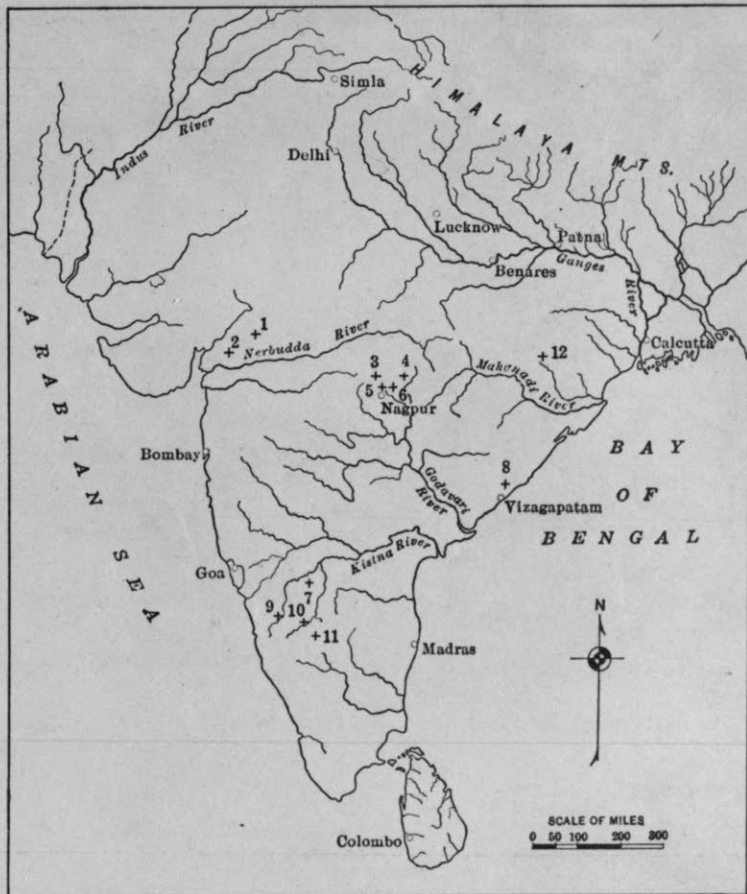 Simla
HIMALAYA MTS.
Indus River
Delhi
Lucknow
Patna
Benares
Ganges River
ARABIAN SEA
1
2
Nerbudda River
3
4
12
Calcutta
5
6
Mahanadi River
Nagpur
Bombay
8
BAY OF BENGAL
Godavari River
Vizagapatam
Kistna River
Goa
7
9
10
11
N
Madras
SCALE OF MILES
0 50 100 200 300
Colombo